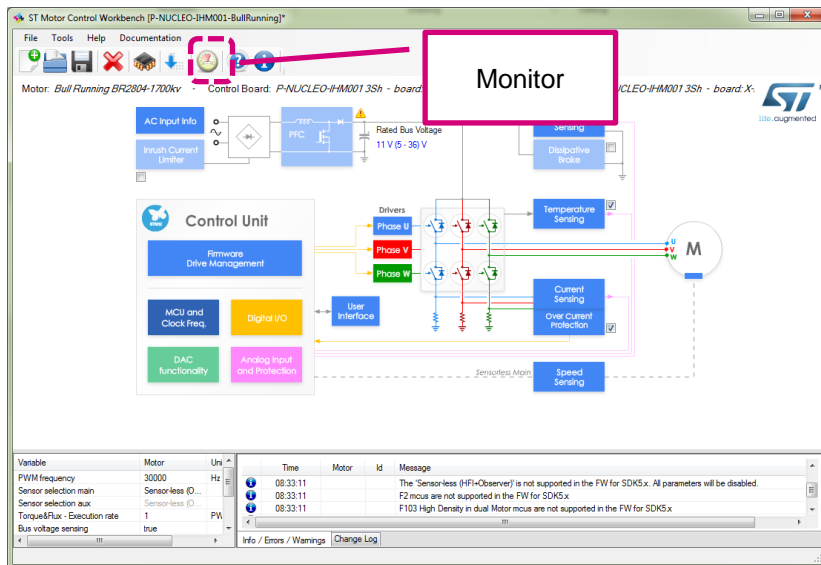 ST Motor Control Workbench [P-NUCLEO-IHM001-BullRunning]*
File Tools Help Documentation
Monitor
Motor: Bull Running BR2804-1700kv - Control Board: P-NUCLEO-IHM001 3Sh - board: CLEO-IHM001 3Sh - board: X-
ST
life.augmented
AC Input Info
Inrush Current
Limiter
PFC
Rated Bus Voltage
11 V (5 - 36) V
Sensing
Dissipative
Brake
Control Unit
Firmware
Drive Management
MCU and
Clock Freq.
Digital I/O
DAC
functionality
Analog Input
and Protection
Drivers
Phase U
Phase V
Phase W
User
Interface
Temperature
Sensing
U
V
W
M
Current
Sensing
Over Current
Protection
Sensorless Main
Speed
Sensing
Variable Motor Uni
PWM frequency 30000 Hz
Sensor selection main Sensor-less (O...
Sensor selection aux Sensor-less (O...
Torque&Flux - Execution rate 1 PW
Bus voltage sensing true
Time Motor Id Message
08:33:11 The 'Sensor-less (HFI+Observer)' is not supported in the FW for SDK5.x. All parameters will be disabled.
08:33:11 F2 mcus are not supported in the FW for SDK5.x
08:33:11 F103 High Density in dual Motor mcus are not supported in the FW for SDK5.x
Info / Errors / Warnings Change Log